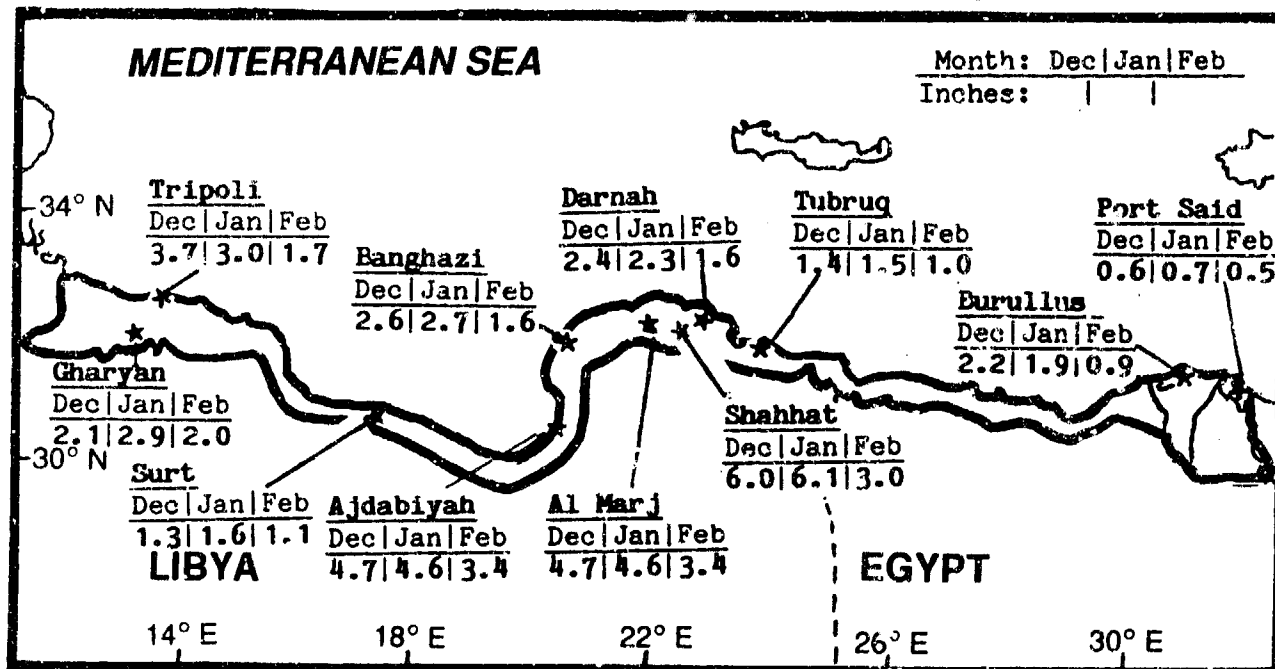 MEDITERRANEAN SEA
Month: Dec|Jan|Feb
Inches: | |
34° N
Tripoli
Dec|Jan|Feb
3.7|3.0|1.7
Banghazi
Dec|Jan|Feb
2.6|2.7|1.6
Darnah
Dec|Jan|Feb
2.4|2.3|1.6
Tubruq
Dec|Jan|Feb
1.4|1.5|1.0
Port Said
Dec|Jan|Feb
0.6|0.7|0.5
Burullus
Dec|Jan|Feb
2.2|1.9|0.9
Gharyan
Dec|Jan|Feb
2.1|2.9|2.0
30° N
Surt
Dec|Jan|Feb
1.3|1.6|1.1
Ajdabiyah
Dec|Jan|Feb
4.7|4.6|3.4
Al Marj
Dec|Jan|Feb
4.7|4.6|3.4
Shahhat
Dec|Jan|Feb
6.0|6.1|3.0
LIBYA
EGYPT
14° E
18° E
22° E
26° E
30° E